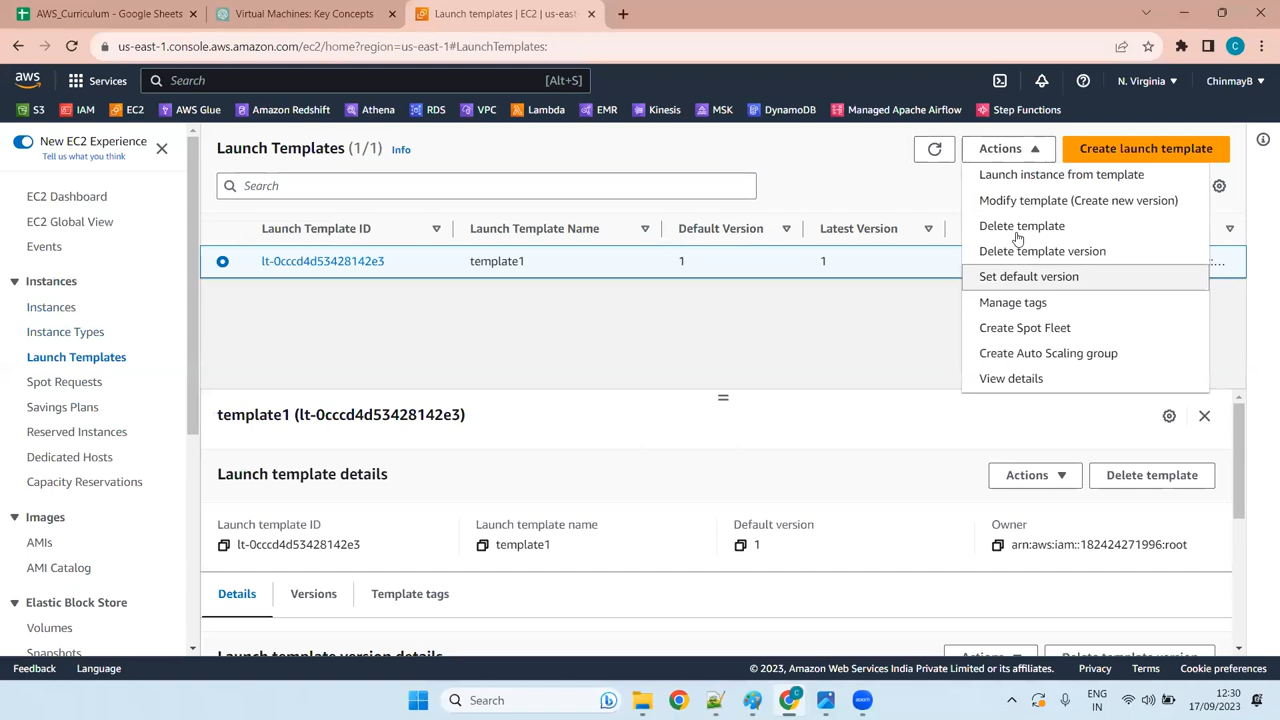 AWS_Curriculum - Google Sheets
Virtual Machines: Key Concepts
Launch templates | EC2 | us-east-
us-east-1.console.aws.amazon.com/ec2/home?region=us-east-1#LaunchTemplates:
C
aws
Services
Search
[Alt+S]
N. Virginia
ChinmayB
S3
IAM
EC2
AWS Glue
Amazon Redshift
Athena
RDS
VPC
Lambda
EMR
Kinesis
MSK
DynamoDB
Managed Apache Airflow
Step Functions
New EC2 Experience
Tell us what you think
EC2 Dashboard
EC2 Global View
Events
Instances
Instances
Instance Types
Launch Templates
Spot Requests
Savings Plans
Reserved Instances
Dedicated Hosts
Capacity Reservations
Images
AMIs
AMI Catalog
Elastic Block Store
Volumes
Snapshots
Launch Templates (1/1) Info
Actions
Create launch template
Search
Launch Template ID
Launch Template Name
Default Version
Latest Version
lt-0cccd4d53428142e3
template1
1
1
:...
Launch instance from template
Modify template (Create new version)
Delete template
Delete template version
Set default version
Manage tags
Create Spot Fleet
Create Auto Scaling group
View details
template1 (lt-0cccd4d53428142e3)
Launch template details
Actions
Delete template
Launch template ID
lt-0cccd4d53428142e3
Launch template name
template1
Default version
1
Owner
arn:aws:iam::182424271996:root
Details
Versions
Template tags
Launch template version details
Actions
Delete template version
Feedback
Language
© 2023, Amazon Web Services India Private Limited or its affiliates.
Privacy
Terms
Cookie preferences
Search
ENG
IN
12:30
17/09/2023